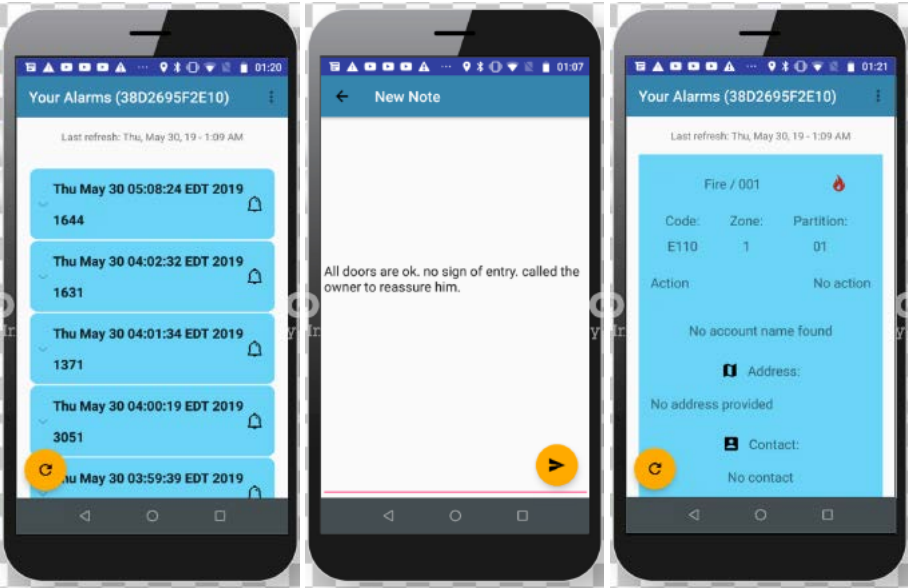 01:20
Your Alarms (38D2695F2E10)
Last refresh: Thu, May 30, 19 - 1:09 AM
Thu May 30 05:08:24 EDT 2019
1644
Thu May 30 04:02:32 EDT 2019
1631
Thu May 30 04:01:34 EDT 2019
1371
Thu May 30 04:00:19 EDT 2019
3051
Thu May 30 03:59:39 EDT 2019
01:07
New Note
All doors are ok. no sign of entry. called the
owner to reassure him.
01:21
Your Alarms (38D2695F2E10)
Last refresh: Thu, May 30, 19 - 1:09 AM
Fire / 001
Code: Zone: Partition:
E110 1 01
Action No action
No account name found
Address:
No address provided
Contact:
No contact